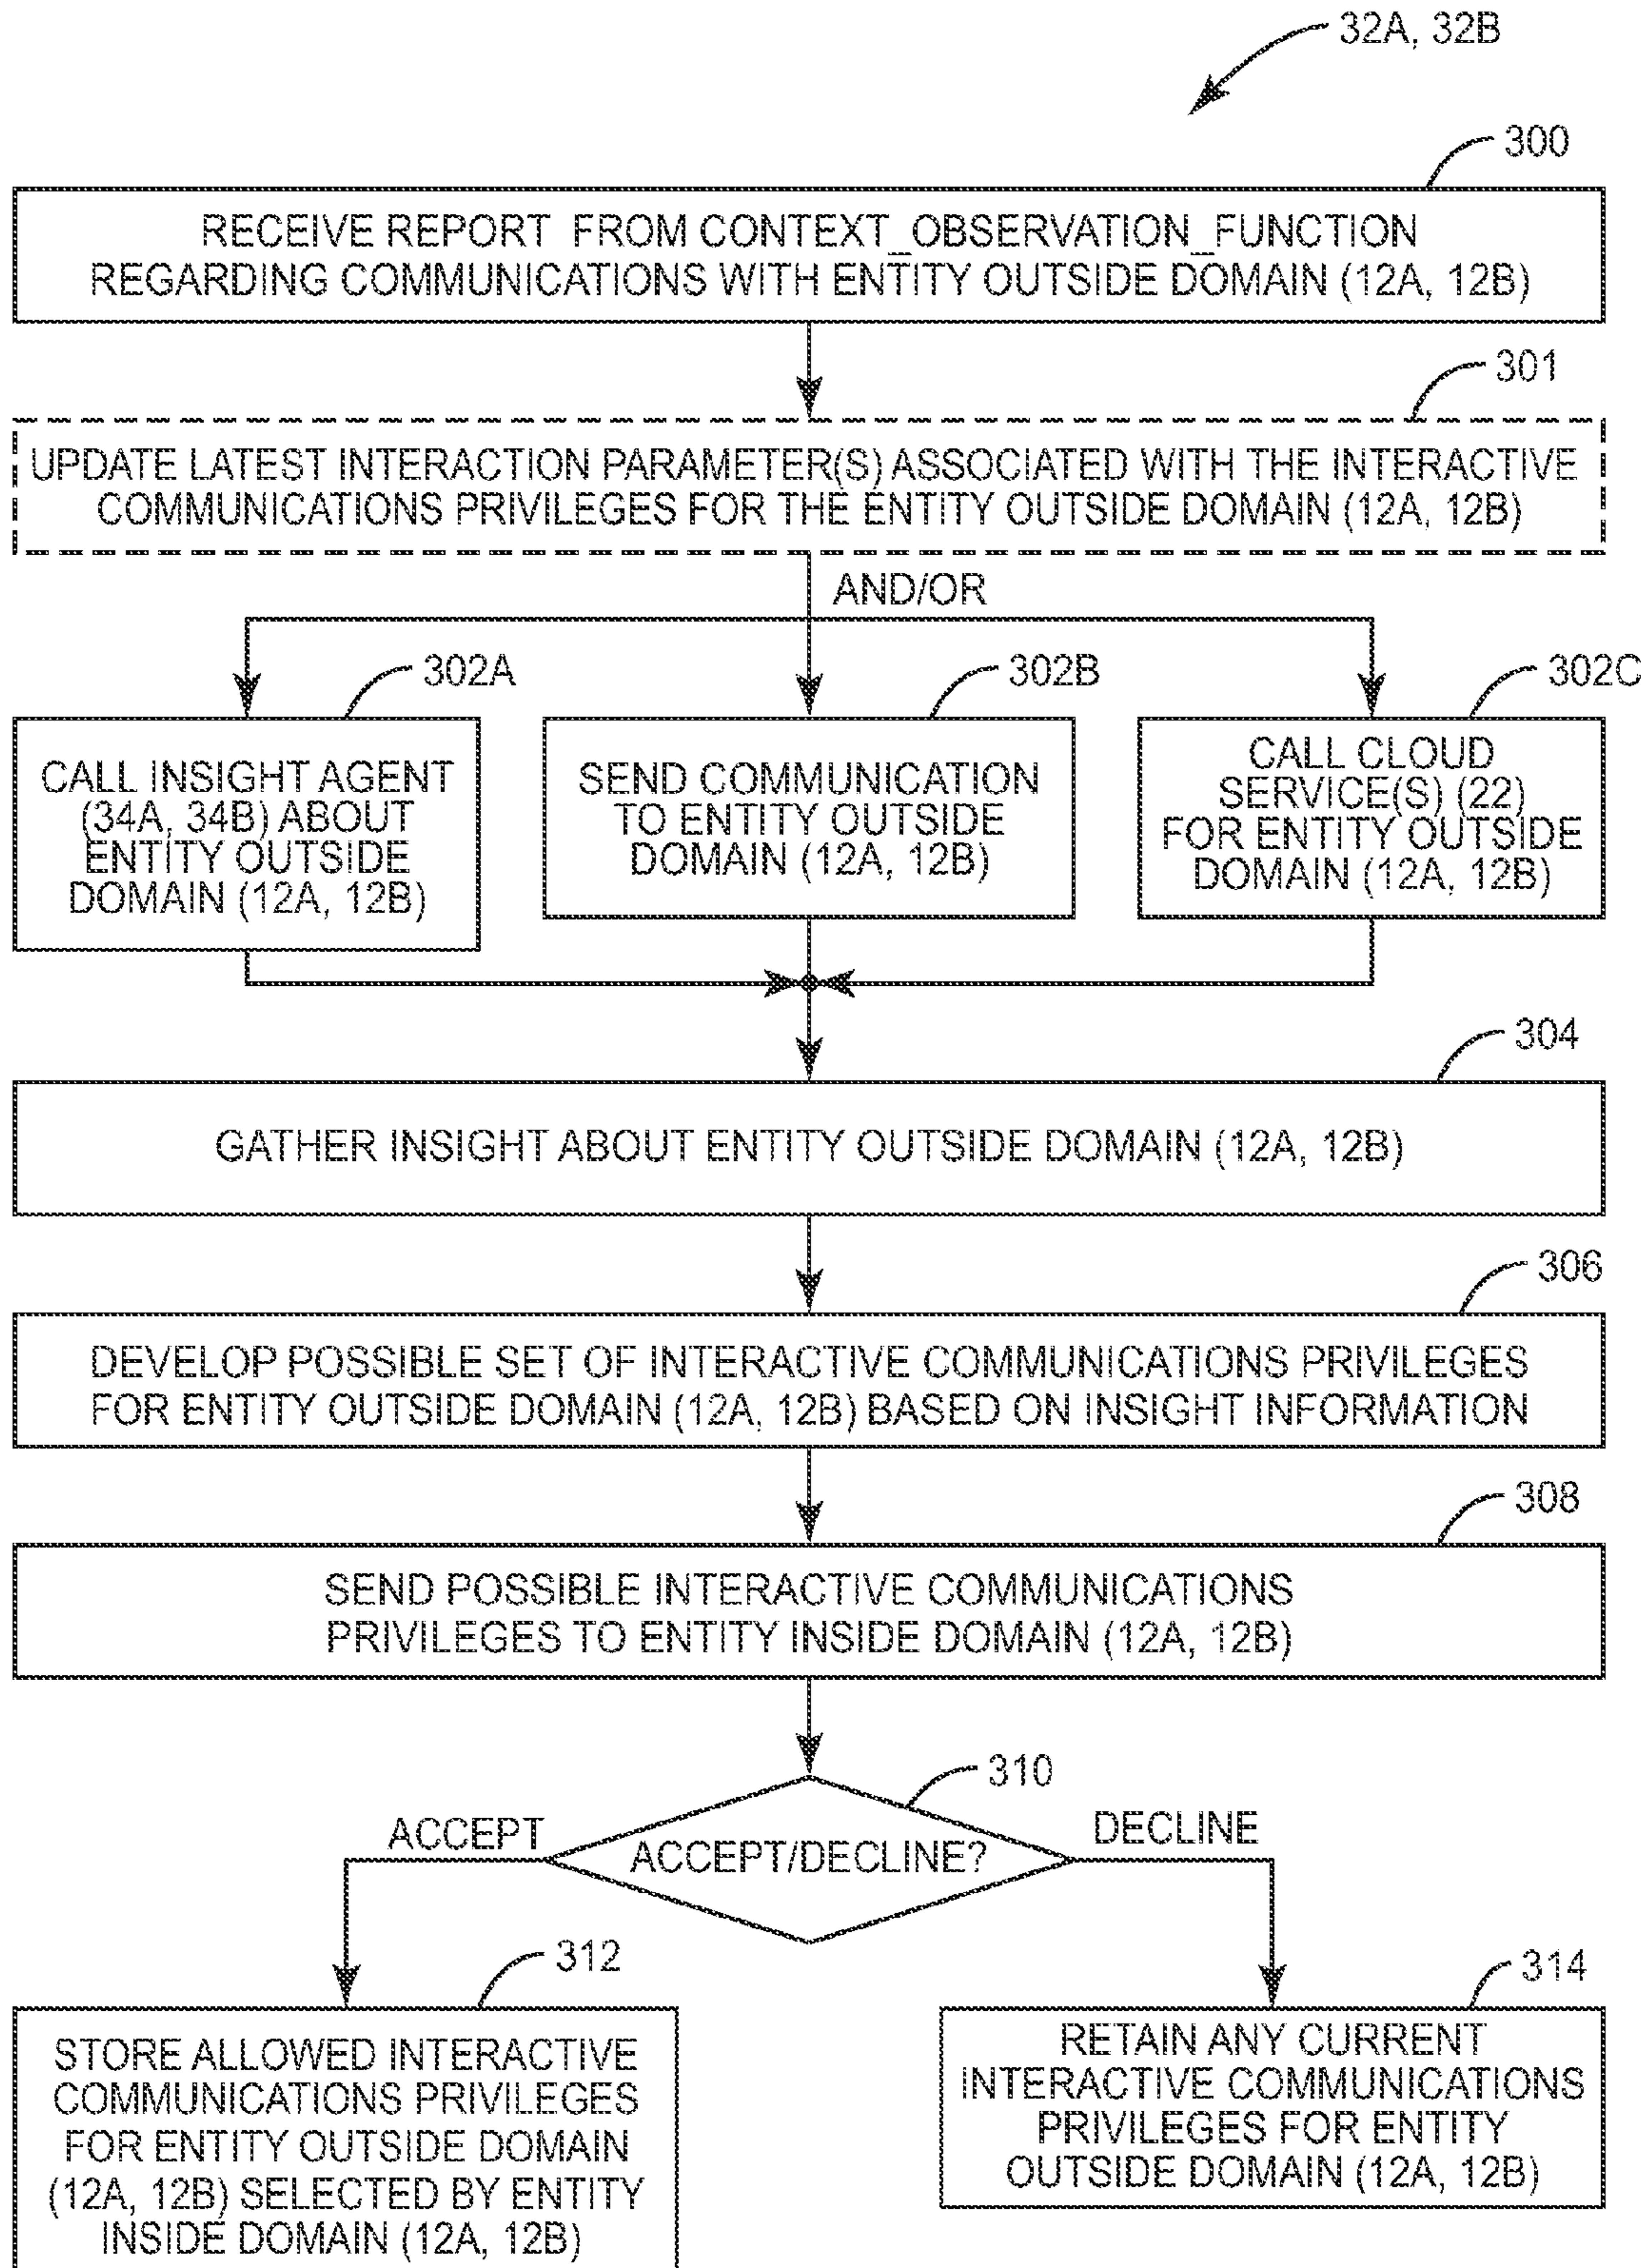 32A, 32B
300
RECEIVE REPORT FROM CONTEXT_OBSERVATION_FUNCTION
REGARDING COMMUNICATIONS WITH ENTITY OUTSIDE DOMAIN (12A, 12B)
301
UPDATE LATEST INTERACTION PARAMETER(S) ASSOCIATED WITH THE INTERACTIVE
COMMUNICATIONS PRIVILEGES FOR THE ENTITY OUTSIDE DOMAIN (12A, 12B)
AND/OR
302A
CALL INSIGHT AGENT
(34A, 34B) ABOUT
ENTITY OUTSIDE
DOMAIN (12A, 12B)
302B
SEND COMMUNICATION
TO ENTITY OUTSIDE
DOMAIN (12A, 12B)
302C
CALL CLOUD
SERVICE(S) (22)
FOR ENTITY OUTSIDE
DOMAIN (12A, 12B)
304
GATHER INSIGHT ABOUT ENTITY OUTSIDE DOMAIN (12A, 12B)
306
DEVELOP POSSIBLE SET OF INTERACTIVE COMMUNICATIONS PRIVILEGES
FOR ENTITY OUTSIDE DOMAIN (12A, 12B) BASED ON INSIGHT INFORMATION
308
SEND POSSIBLE INTERACTIVE COMMUNICATIONS
PRIVILEGES TO ENTITY INSIDE DOMAIN (12A, 12B)
310
ACCEPT
ACCEPT/DECLINE?
DECLINE
312
STORE ALLOWED INTERACTIVE
COMMUNICATIONS PRIVILEGES
FOR ENTITY OUTSIDE DOMAIN
(12A, 12B) SELECTED BY ENTITY
INSIDE DOMAIN (12A, 12B)
314
RETAIN ANY CURRENT
INTERACTIVE COMMUNICATIONS
PRIVILEGES FOR ENTITY
OUTSIDE DOMAIN (12A, 12B)